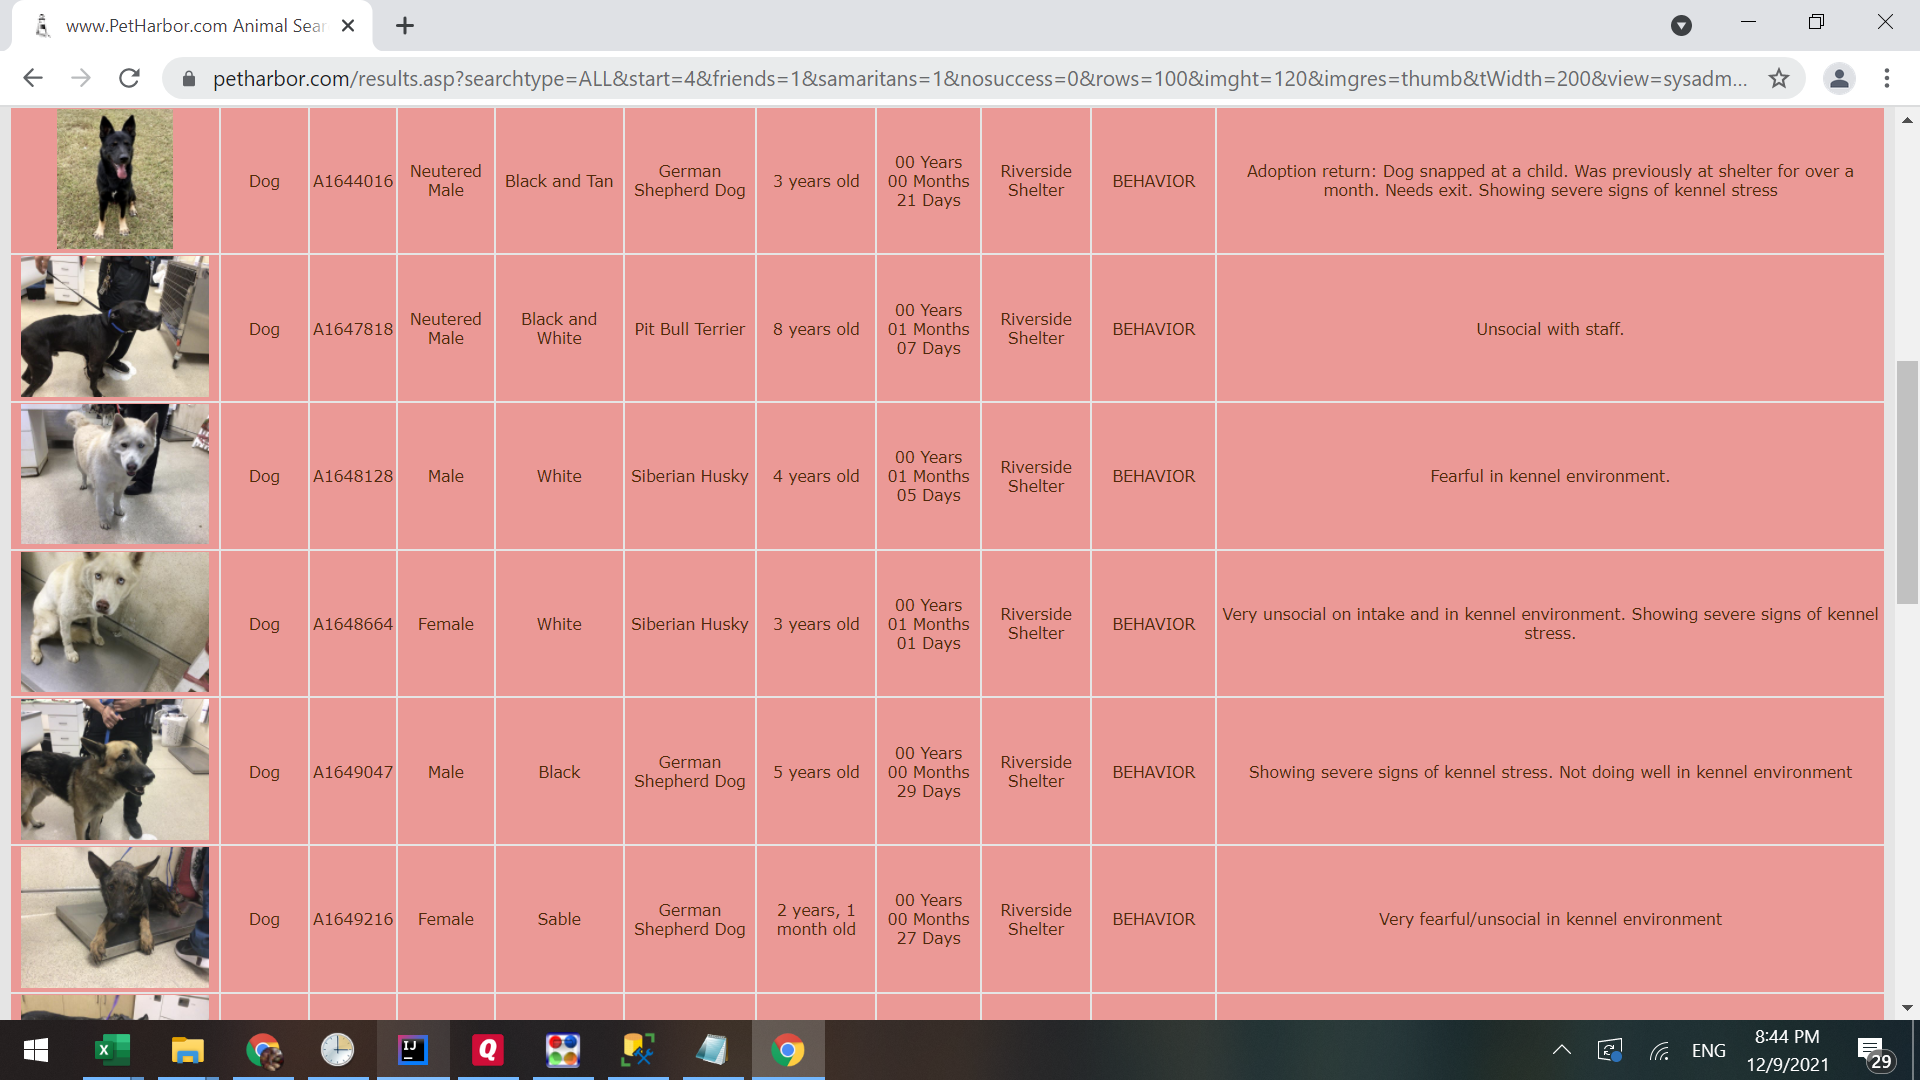 www.PetHarbor.com Animal Sear
petharbor.com/results.asp?searchtype=ALL&start=4&friends=1&samaritans=1&nosuccess=0&rows=100&imght=120&imgres=thumb&tWidth=200&view=sysadm...
Dog
A1644016
Neutered
Male
Black and Tan
German
Shepherd Dog
3 years old
00 Years
00 Months
21 Days
Riverside
Shelter
BEHAVIOR
Adoption return: Dog snapped at a child. Was previously at shelter for over a
month. Needs exit. Showing severe signs of kennel stress
Dog
A1647818
Neutered
Male
Black and
White
Pit Bull Terrier
8 years old
00 Years
01 Months
07 Days
Riverside
Shelter
BEHAVIOR
Unsocial with staff.
Dog
A1648128
Male
White
Siberian Husky
4 years old
00 Years
01 Months
05 Days
Riverside
Shelter
BEHAVIOR
Fearful in kennel environment.
Dog
A1648664
Female
White
Siberian Husky
3 years old
00 Years
01 Months
01 Days
Riverside
Shelter
BEHAVIOR
Very unsocial on intake and in kennel environment. Showing severe signs of kennel
stress.
Dog
A1649047
Male
Black
German
Shepherd Dog
5 years old
00 Years
00 Months
29 Days
Riverside
Shelter
BEHAVIOR
Showing severe signs of kennel stress. Not doing well in kennel environment
Dog
A1649216
Female
Sable
German
Shepherd Dog
2 years, 1
month old
00 Years
00 Months
27 Days
Riverside
Shelter
BEHAVIOR
Very fearful/unsocial in kennel environment
X
IJ
Q
ENG
8:44 PM
12/9/2021
29